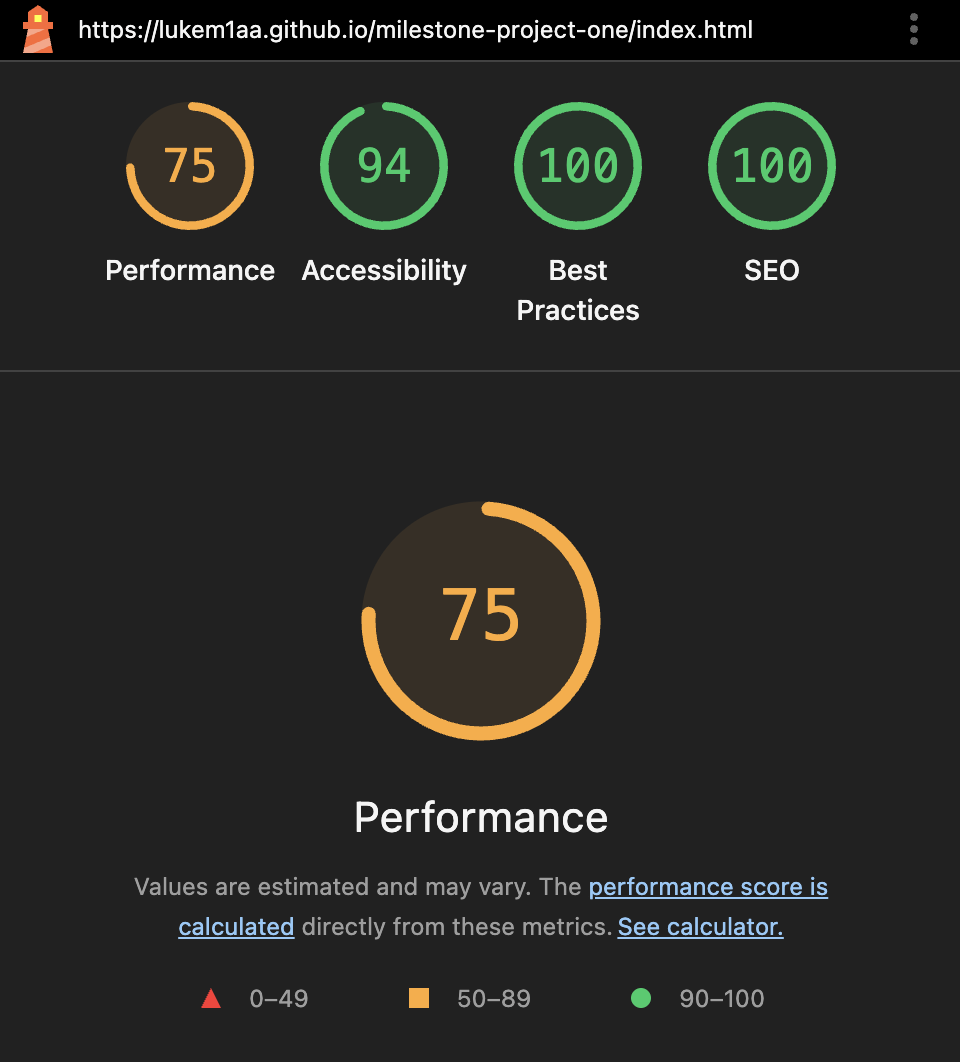 https://lukem1aa.github.io/milestone-project-one/index.html
75 94 100 100
Performance Accessibility Best Practices SEO
75
Performance
Values are estimated and may vary. The performance score is
calculated directly from these metrics. See calculator.
0–49 50–89 90–100